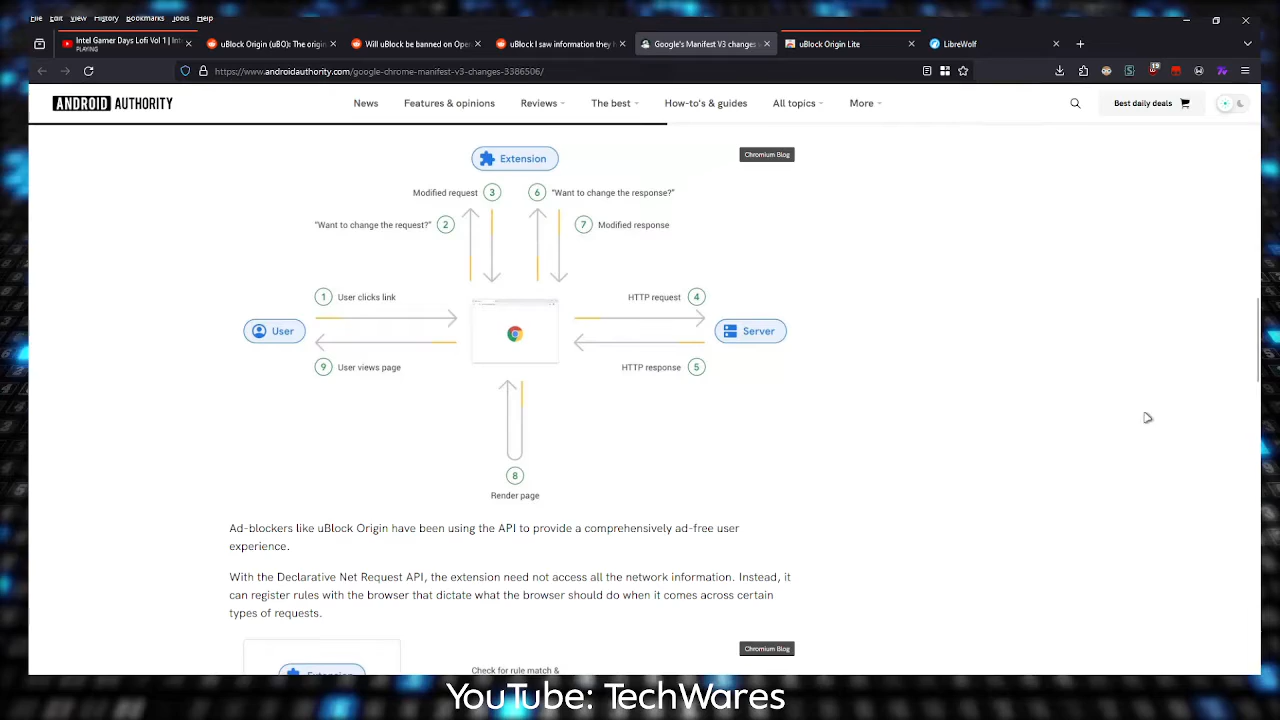 File Edit View History Bookmarks Tools Help
Intel Gamer Days Lofi Vol 1 | Int
PLAYING
uBlock Origin (uBO): The origin
Will uBlock be banned on Ope
uBlock I saw information they h
Google's Manifest V3 changes
uBlock Origin Lite
LibreWolf
https://www.androidauthority.com/google-chrome-manifest-v3-changes-3386506/
19
ANDROID AUTHORITY
News
Features & opinions
Reviews
The best
How-to's & guides
All topics
More
Best daily deals
Extension
Chromium Blog
Modified request 3
6 "Want to change the response?"
"Want to change the request?" 2
7 Modified response
1 User clicks link
HTTP request 4
User
Server
9 User views page
HTTP response 5
8
Render page
Ad-blockers like uBlock Origin have been using the API to provide a comprehensively ad-free user
experience.
With the Declarative Net Request API, the extension need not access all the network information. Instead, it
can register rules with the browser that dictate what the browser should do when it comes across certain
types of requests.
Chromium Blog
Extension
Check for rule match &
YouTube: TechWares